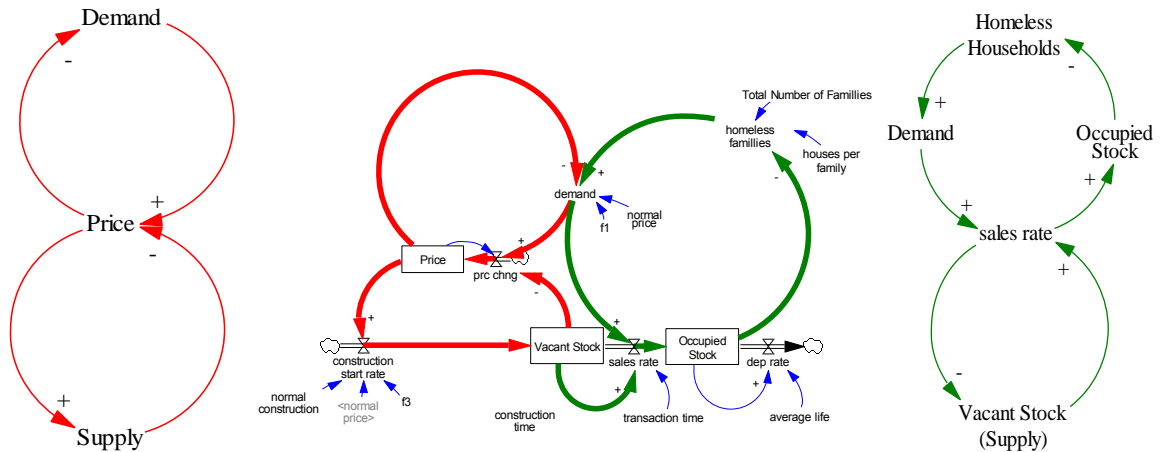 Demand
-
+
Price
-
+
Supply
Total Number of Famillies
homeless
famillies
houses per
family
-
+
-
demand
f1
normal
price
+
Price
prc chng
-
+
+
Vacant Stock
Occupied
Stock
construction
start rate
sales rate
dep rate
+
+
normal
construction
<normal
price>
f3
construction
time
transaction time
average life
Homeless
Households
-
+
Demand
Occupied
Stock
+
+
sales rate
+
-
Vacant Stock
(Supply)